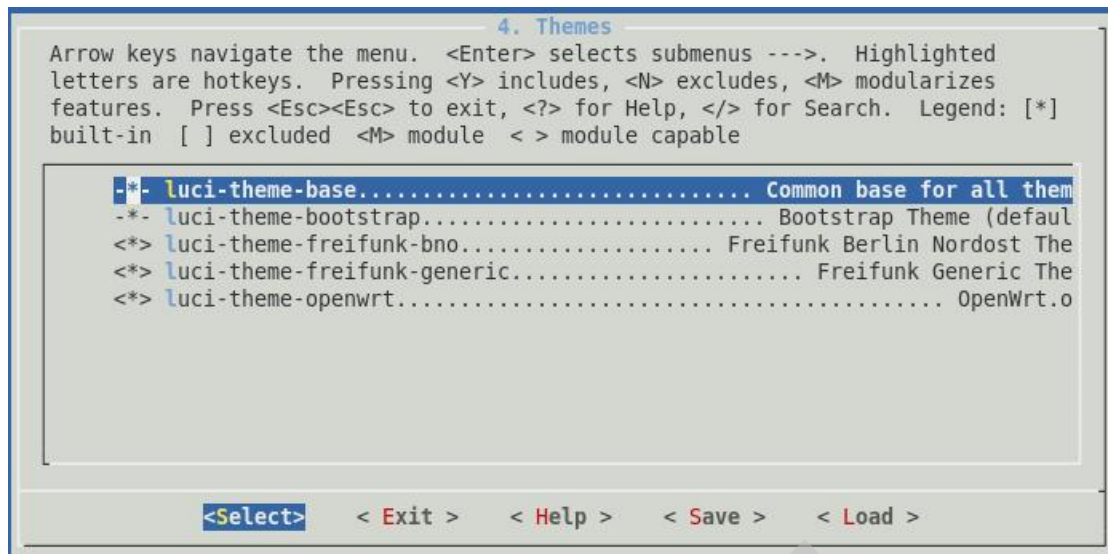 4. Themes
Arrow keys navigate the menu.  <Enter> selects submenus --->.  Highlighted
letters are hotkeys.  Pressing <Y> includes, <N> excludes, <M> modularizes
features.  Press <Esc><Esc> to exit, <?> for Help, </> for Search.  Legend: [*]
built-in  [ ] excluded  <M> module  < > module capable
-*- luci-theme-base............................... Common base for all them
-*- luci-theme-bootstrap........................... Bootstrap Theme (defaul
<*> luci-theme-freifunk-bno.................... Freifunk Berlin Nordost The
<*> luci-theme-freifunk-generic....................... Freifunk Generic The
<*> luci-theme-openwrt........................................... OpenWrt.o
<Select>    < Exit >    < Help >    < Save >    < Load >